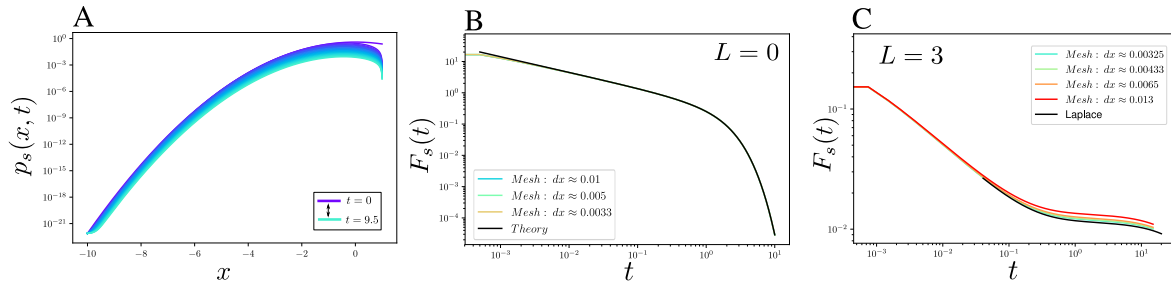 A
10^0
10^-3
10^-6
10^-9
10^-12
10^-15
10^-18
10^-21
p_s(x, t)
t = 0
t = 9.5
−10
−8
−6
−4
−2
0
x
B
L = 0
10^2
10^1
10^0
10^-1
10^-2
10^-3
10^-4
F_s(t)
Mesh : dx ≈ 0.01
Mesh : dx ≈ 0.005
Mesh : dx ≈ 0.0033
Theory
10^-3
10^-2
10^-1
10^0
10^1
t
C
L = 3
Mesh : dx ≈ 0.00325
Mesh : dx ≈ 0.00433
Mesh : dx ≈ 0.0065
Mesh : dx ≈ 0.013
Laplace
10^-1
10^-2
F_s(t)
10^-3
10^-2
10^-1
10^0
10^1
t